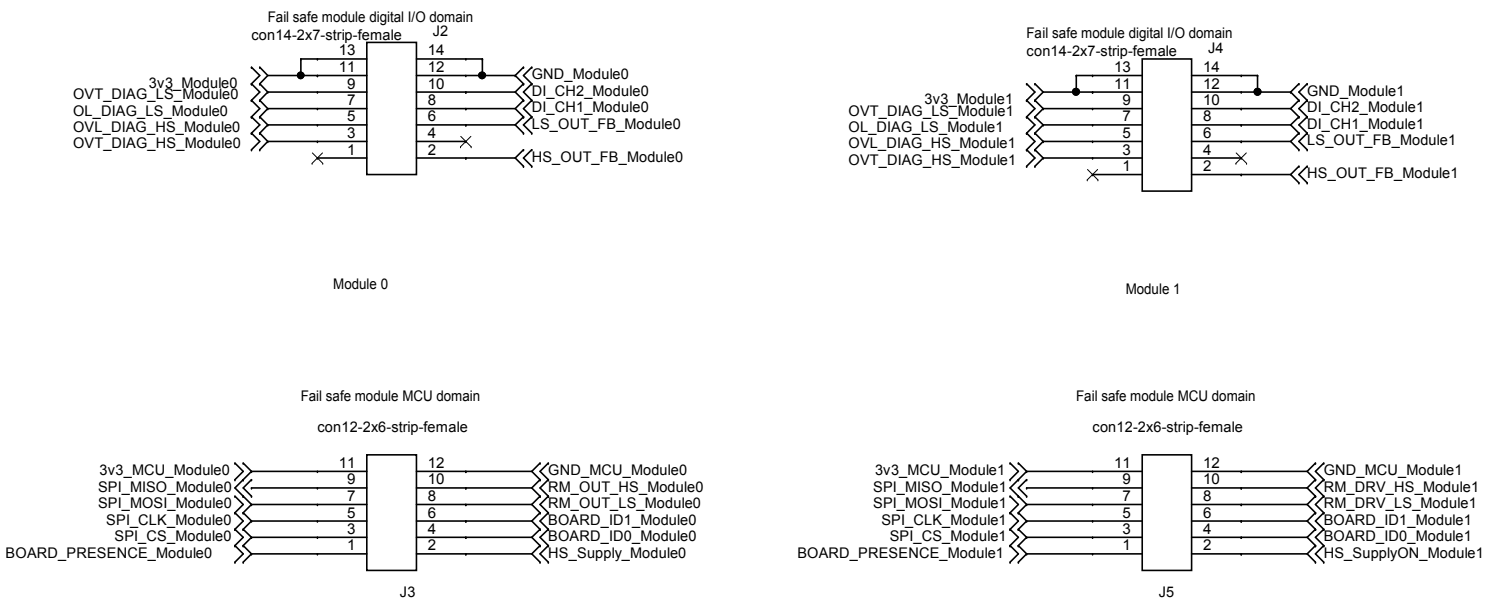 Fail safe module digital I/O domain
con14-2x7-strip-female J2
13 14
11 12
3v3_Module0 GND_Module0
OVT_DIAG_LS_Module0 9 10 DI_CH2_Module0
OL_DIAG_LS_Module0 7 8 DI_CH1_Module0
OVL_DIAG_HS_Module0 5 6 LS_OUT_FB_Module0
OVT_DIAG_HS_Module0 3 4
1 2 HS_OUT_FB_Module0
Fail safe module digital I/O domain
con14-2x7-strip-female J4
13 14
11 12
3v3_Module1 GND_Module1
OVT_DIAG_LS_Module1 9 10 DI_CH2_Module1
OL_DIAG_LS_Module1 7 8 DI_CH1_Module1
OVL_DIAG_HS_Module1 5 6 LS_OUT_FB_Module1
OVT_DIAG_HS_Module1 3 4
1 2 HS_OUT_FB_Module1
Module 0
Module 1
Fail safe module MCU domain
con12-2x6-strip-female
3v3_MCU_Module0 11 12 GND_MCU_Module0
SPI_MISO_Module0 9 10 RM_OUT_HS_Module0
SPI_MOSI_Module0 7 8 RM_OUT_LS_Module0
SPI_CLK_Module0 5 6 BOARD_ID1_Module0
SPI_CS_Module0 3 4 BOARD_ID0_Module0
BOARD_PRESENCE_Module0 1 2 HS_Supply_Module0
J3
Fail safe module MCU domain
con12-2x6-strip-female
3v3_MCU_Module1 11 12 GND_MCU_Module1
SPI_MISO_Module1 9 10 RM_DRV_HS_Module1
SPI_MOSI_Module1 7 8 RM_DRV_LS_Module1
SPI_CLK_Module1 5 6 BOARD_ID1_Module1
SPI_CS_Module1 3 4 BOARD_ID0_Module1
BOARD_PRESENCE_Module1 1 2 HS_SupplyON_Module1
J5